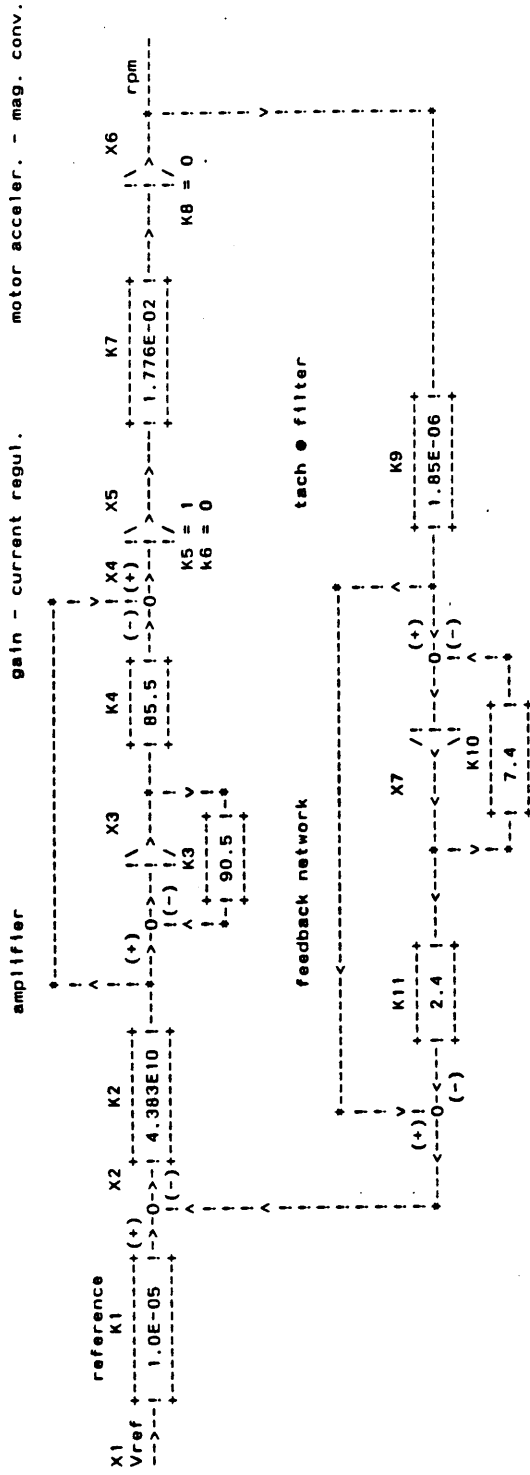 amplifier gain - current regul. motor acceler. - mag. conv.
X1 reference
Vref K1 X2 K2 X3 K4 X4 X5 K7 X6
(+) (+) (-) (+) rpm
1.0E-05 4.383E10 85.5 1.776E-02
(-) (-) K3 K5 = 1 K8 = 0
k6 = 0
90.5
feedback network tach @ filter
(+) K11 X7 (+) K9
2.4 1.85E-06
(-) (-)
K10
7.4